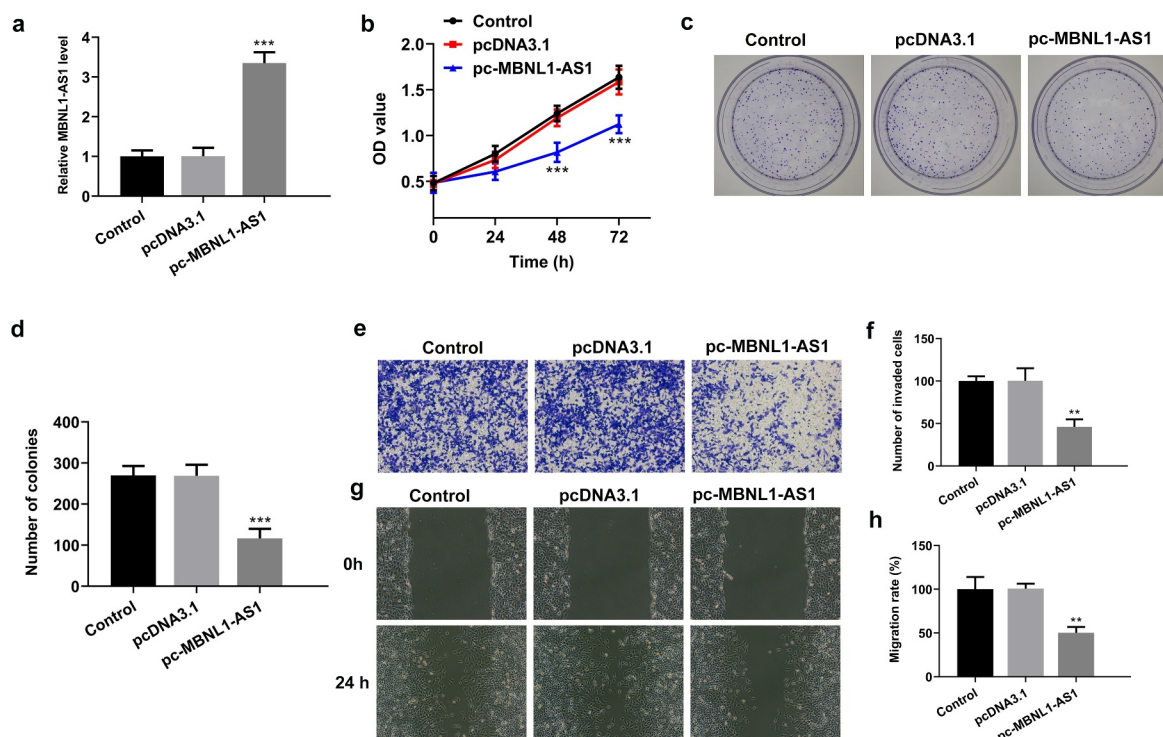 a
Relative MBNL1-AS1 level
4
3
2
1
0
***
Control
pcDNA3.1
pc-MBNL1-AS1
b
Control
pcDNA3.1
pc-MBNL1-AS1
OD value
2.0
1.5
1.0
0.5
***
***
0
24
48
72
Time (h)
c
Control
pcDNA3.1
pc-MBNL1-AS1
d
Number of colonies
400
300
200
100
0
***
Control
pcDNA3.1
pc-MBNL1-AS1
e
Control
pcDNA3.1
pc-MBNL1-AS1
f
Number of invaded cells
150
100
50
0
**
Control
pcDNA3.1
pc-MBNL1-AS1
g
Control
pcDNA3.1
pc-MBNL1-AS1
0h
24 h
h
Migration rate (%)
150
100
50
0
**
Control
pcDNA3.1
pc-MBNL1-AS1